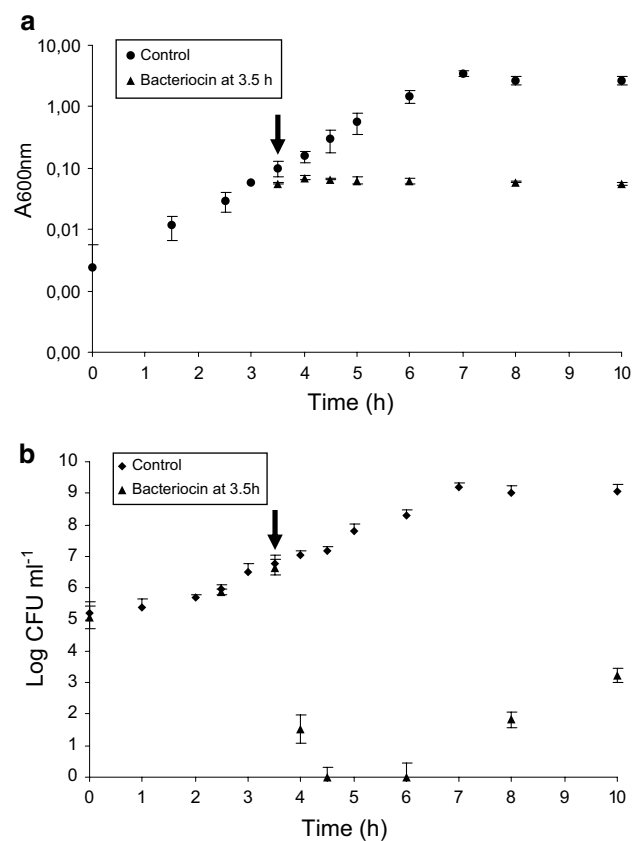 a
Control
Bacteriocin at 3.5 h
10,00
1,00
0,10
0,01
0,00
0,00
A600nm
0 1 2 3 4 5 6 7 8 9 10
Time (h)
b
Control
Bacteriocin at 3.5h
10
9
8
7
6
5
4
3
2
1
0
Log CFU ml-1
0 1 2 3 4 5 6 7 8 9 10
Time (h)